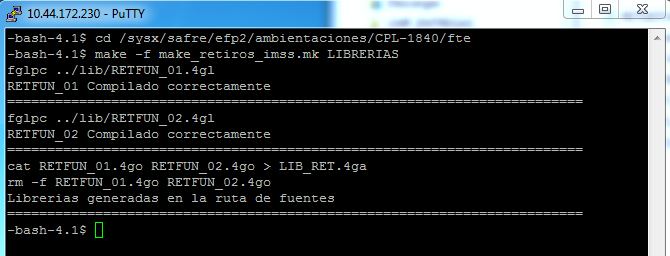 10.44.172.230 - PuTTY
-bash-4.1$ cd /sysx/safre/efp2/ambientaciones/CPL-1840/fte
-bash-4.1$ make -f make_retiros_imss.mk LIBRERIAS
fglpc ../lib/RETFUN_01.4gl
RETFUN_01 Compilado correctamente
================================================================
fglpc ../lib/RETFUN_02.4gl
RETFUN_02 Compilado correctamente
================================================================
cat RETFUN_01.4go RETFUN_02.4go > LIB_RET.4ga
rm -f RETFUN_01.4go RETFUN_02.4go
Librerias generadas en la ruta de fuentes
================================================================
-bash-4.1$